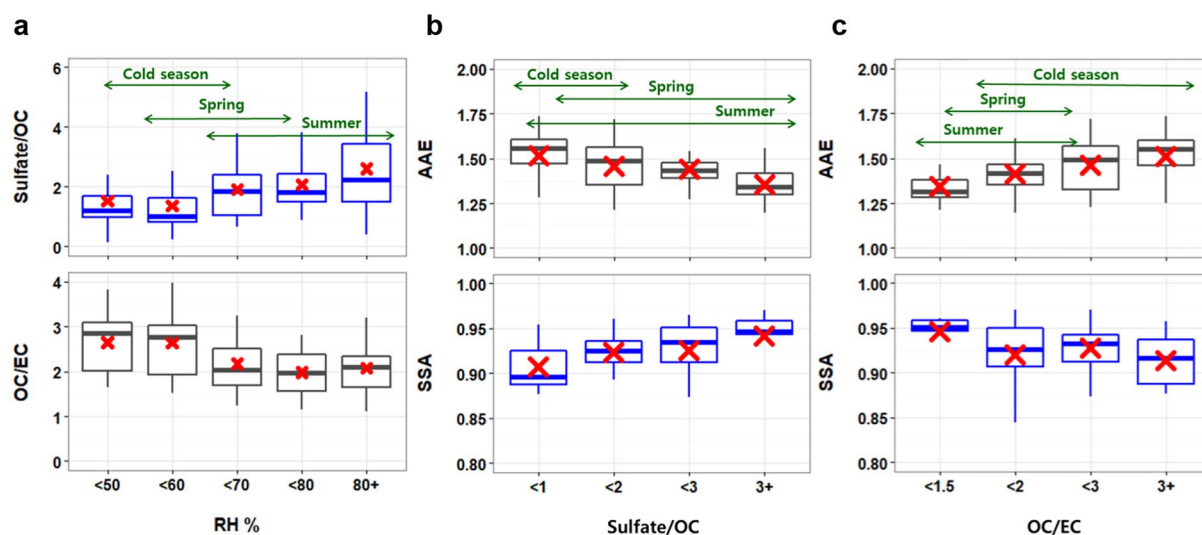 a
Sulfate/OC
6
4
2
0
Cold season
Spring
Summer
OC/EC
4
3
2
1
0
<50
<60
<70
<80
80+
RH %
b
AAE
2.00
1.75
1.50
1.25
1.00
Cold season
Spring
Summer
SSA
1.00
0.95
0.90
0.85
0.80
<1
<2
<3
3+
Sulfate/OC
c
AAE
2.00
1.75
1.50
1.25
1.00
Cold season
Spring
Summer
SSA
1.00
0.95
0.90
0.85
0.80
<1.5
<2
<3
3+
OC/EC